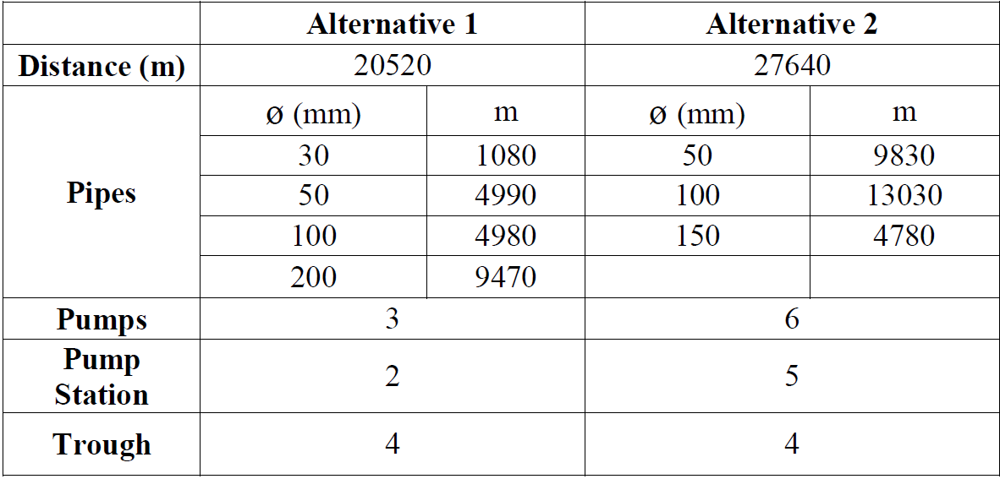 Alternative 1 Alternative 2
Distance (m) 20520 27640
Pipes
ø (mm) m ø (mm) m
30 1080 50 9830
50 4990 100 13030
100 4980 150 4780
200 9470
Pumps 3 6
Pump
Station
2 5
Trough 4 4